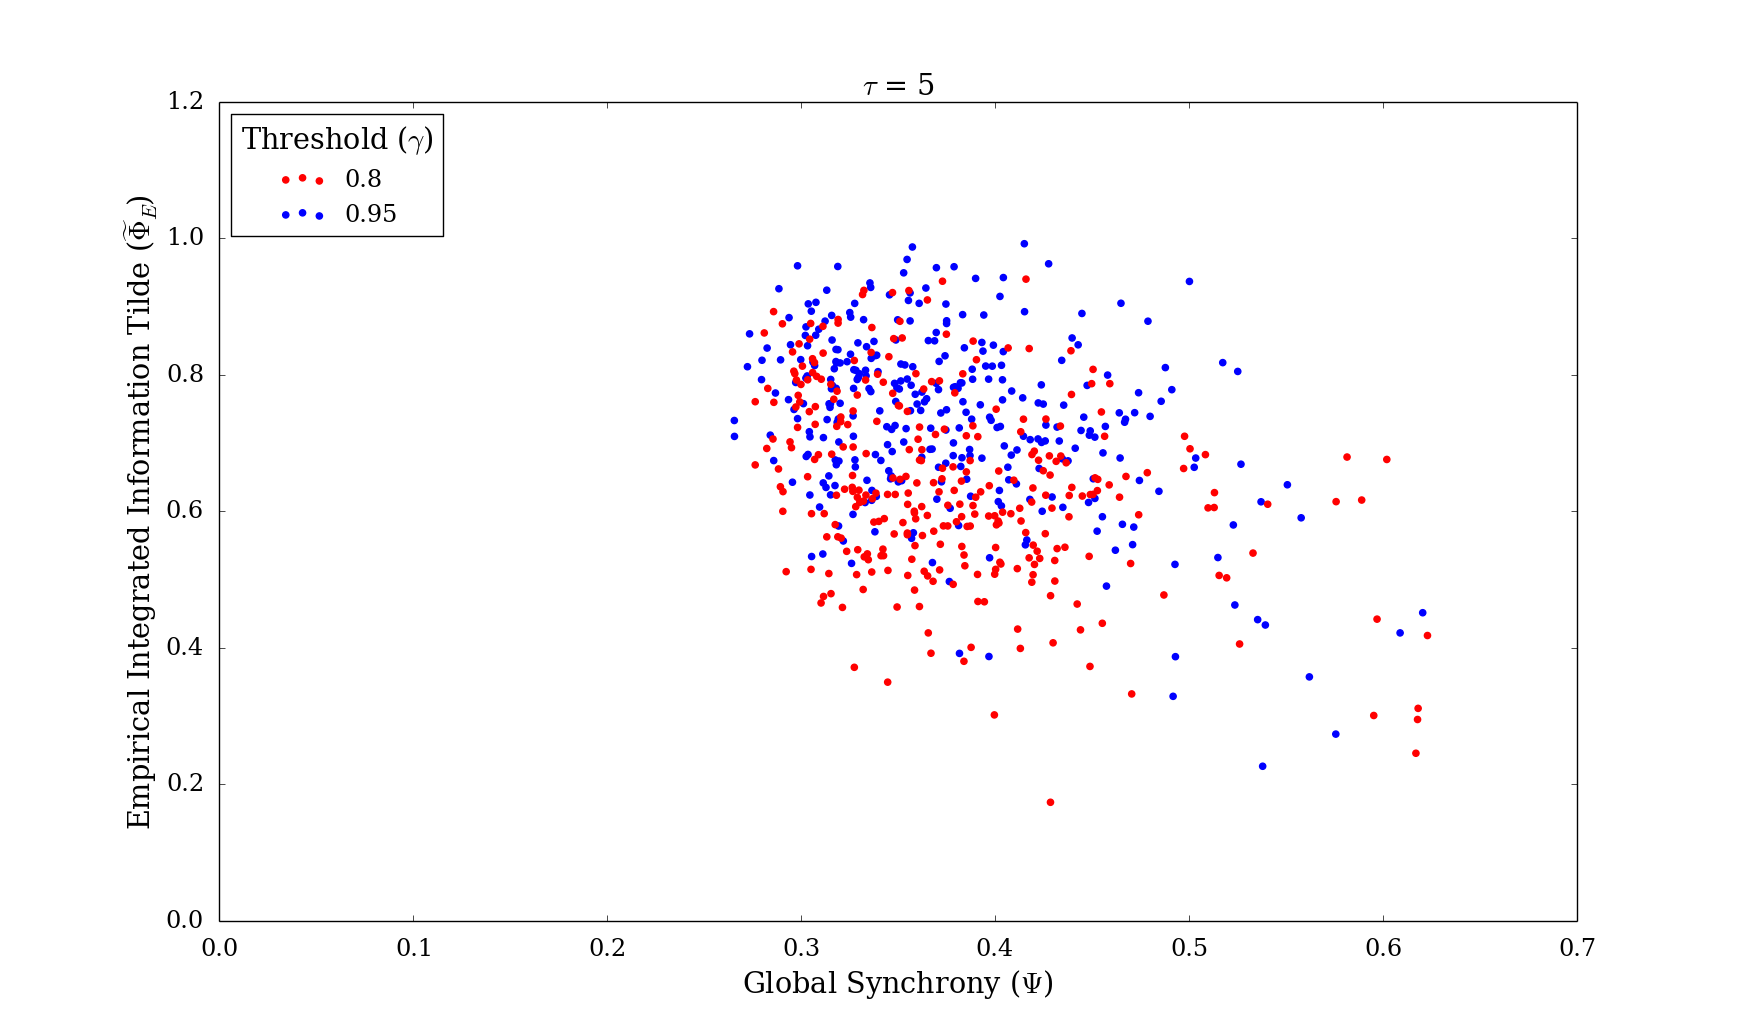 τ = 5
1.2
1.0
0.8
0.6
0.4
0.2
0.0
Empirical Integrated Information Tilde (Φ̃_E)
Threshold (γ)
0.8
0.95
0.0 0.1 0.2 0.3 0.4 0.5 0.6 0.7
Global Synchrony (Ψ)